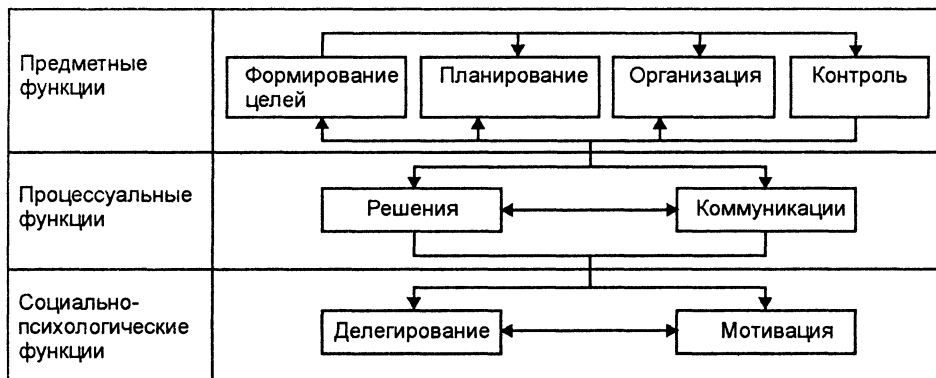 Предметные
функции
Формирование
целей
Планирование
Организация
Контроль
Процессуальные
функции
Решения
Коммуникации
Социально-
психологические
функции
Делегирование
Мотивация